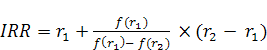 IRR = r₁ + f(r₁) / (f(r₁)− f(r₂)) × (r₂ − r₁)